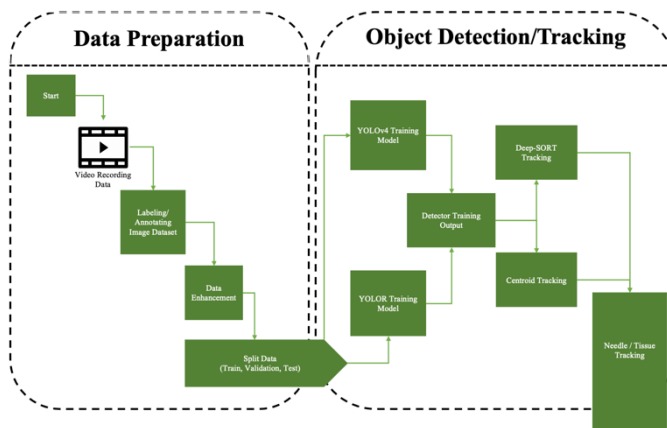 Data Preparation
Start
Video Recording
Data
Labeling/
Annotating
Image Dataset
Data
Enhancement
Split Data
(Train, Validation, Test)
Object Detection/Tracking
YOLOv4 Training
Model
YOLOR Training
Model
Detector Training
Output
Deep-SORT
Tracking
Centroid Tracking
Needle / Tissue
Tracking